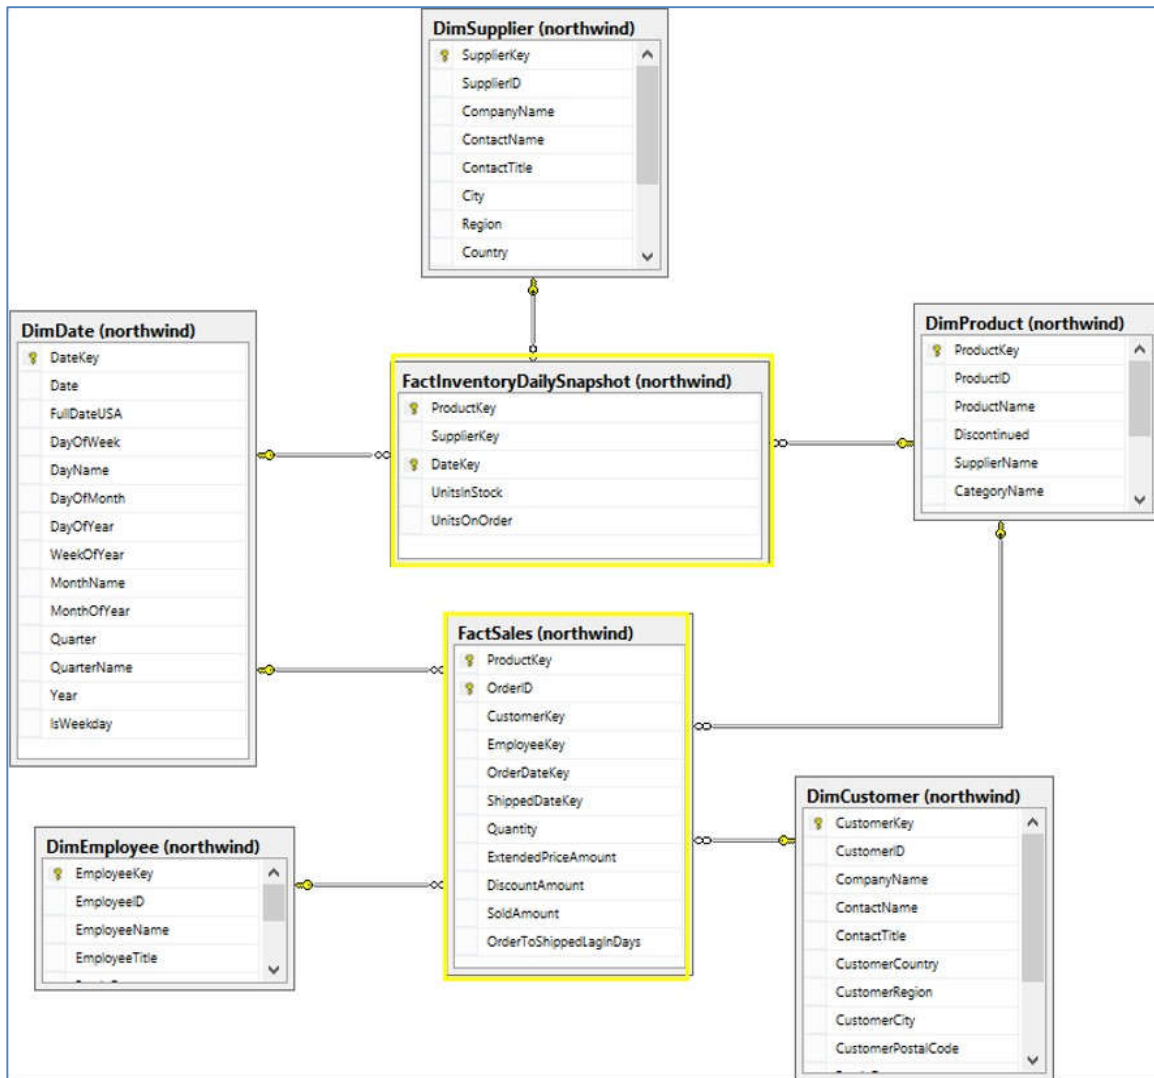 DimSupplier (northwind)
SupplierKey
SupplierID
CompanyName
ContactName
ContactTitle
City
Region
Country
DimDate (northwind)
DateKey
Date
FullDateUSA
DayOfWeek
DayName
DayOfMonth
DayOfYear
WeekOfYear
MonthName
MonthOfYear
Quarter
QuarterName
Year
IsWeekday
FactInventoryDailySnapshot (northwind)
ProductKey
SupplierKey
DateKey
UnitsInStock
UnitsOnOrder
DimProduct (northwind)
ProductKey
ProductID
ProductName
Discontinued
SupplierName
CategoryName
FactSales (northwind)
ProductKey
OrderID
CustomerKey
EmployeeKey
OrderDateKey
ShippedDateKey
Quantity
ExtendedPriceAmount
DiscountAmount
SoldAmount
OrderToShippedLagInDays
DimEmployee (northwind)
EmployeeKey
EmployeeID
EmployeeName
EmployeeTitle
DimCustomer (northwind)
CustomerKey
CustomerID
CompanyName
ContactName
ContactTitle
CustomerCountry
CustomerRegion
CustomerCity
CustomerPostalCode